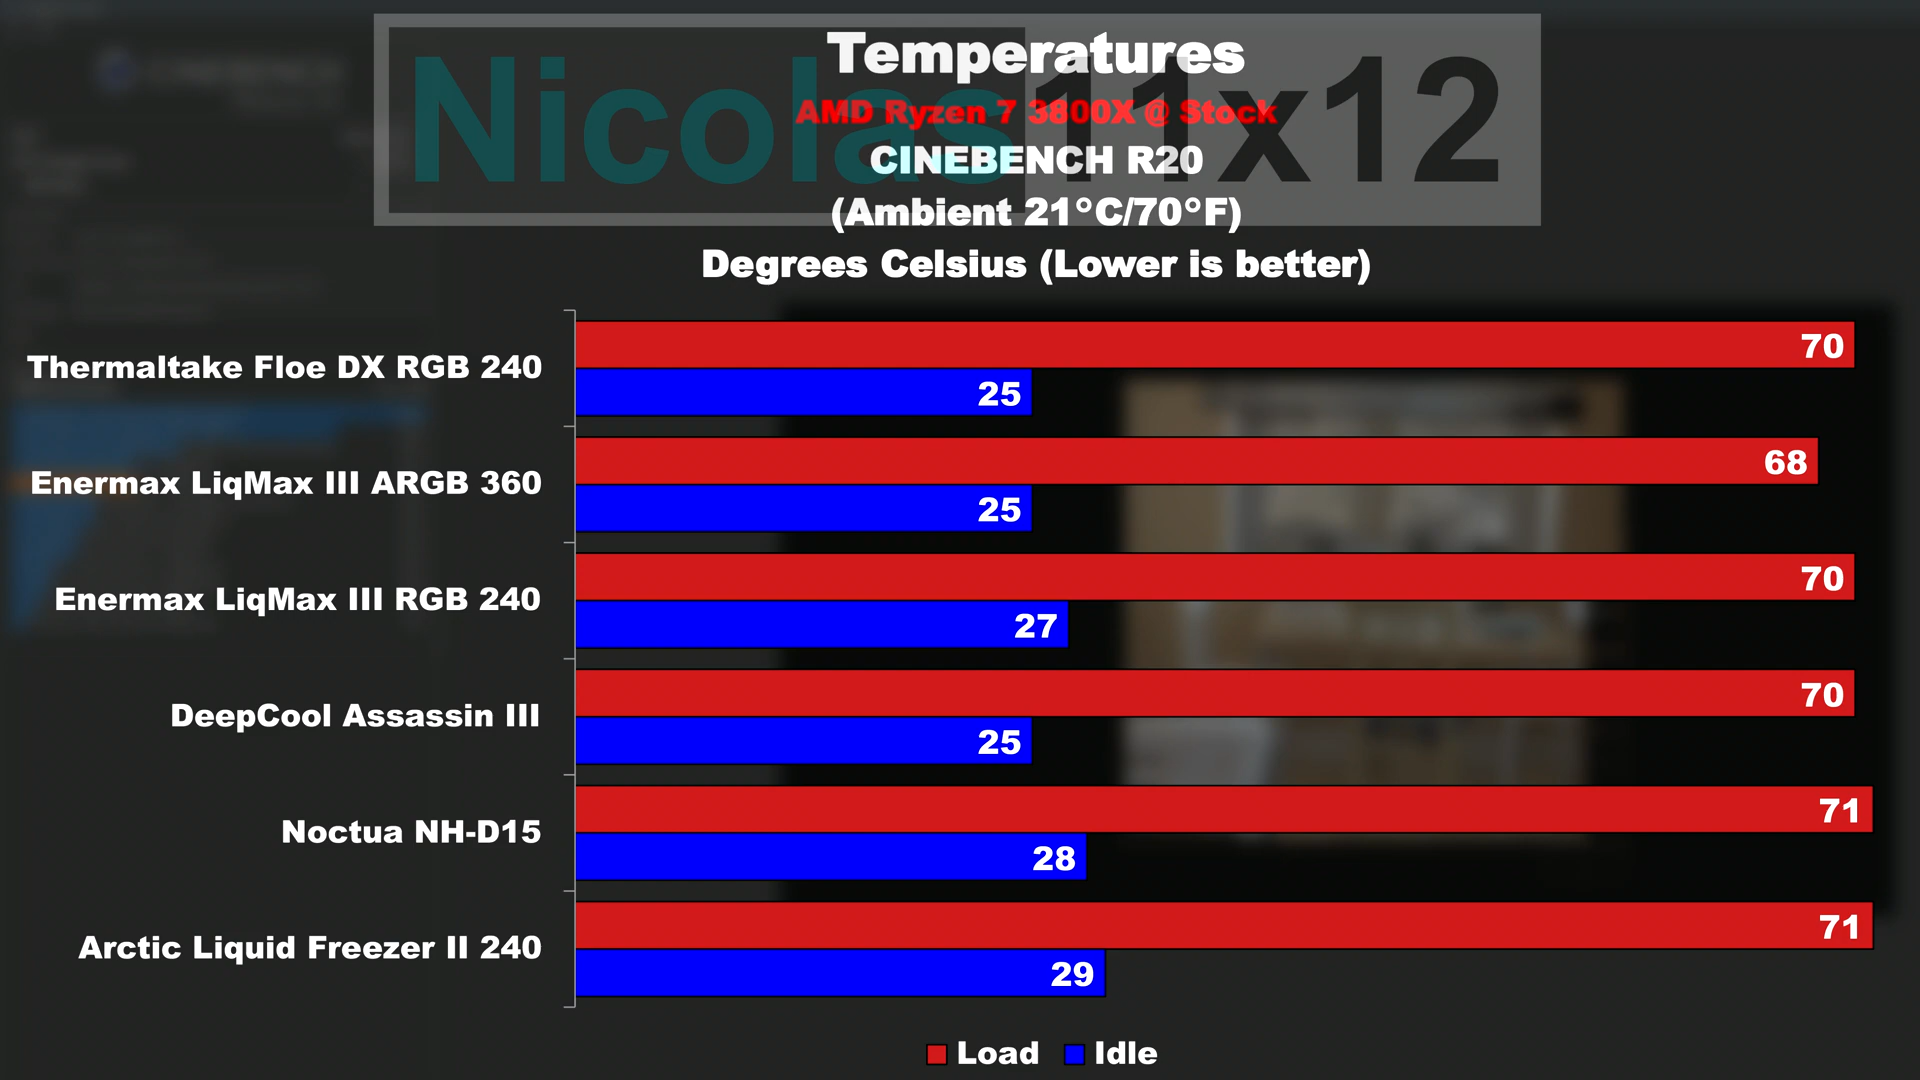 Nicolas11x12
Temperatures
AMD Ryzen 7 3800X @ Stock
CINEBENCH R20
(Ambient 21°C/70°F)
Degrees Celsius (Lower is better)
CINEBENCH
Thermaltake Floe DX RGB 240
70
25
Enermax LiqMax III ARGB 360
68
25
Enermax LiqMax III RGB 240
70
27
DeepCool Assassin III
70
25
Noctua NH-D15
71
28
Arctic Liquid Freezer II 240
71
29
Load Idle